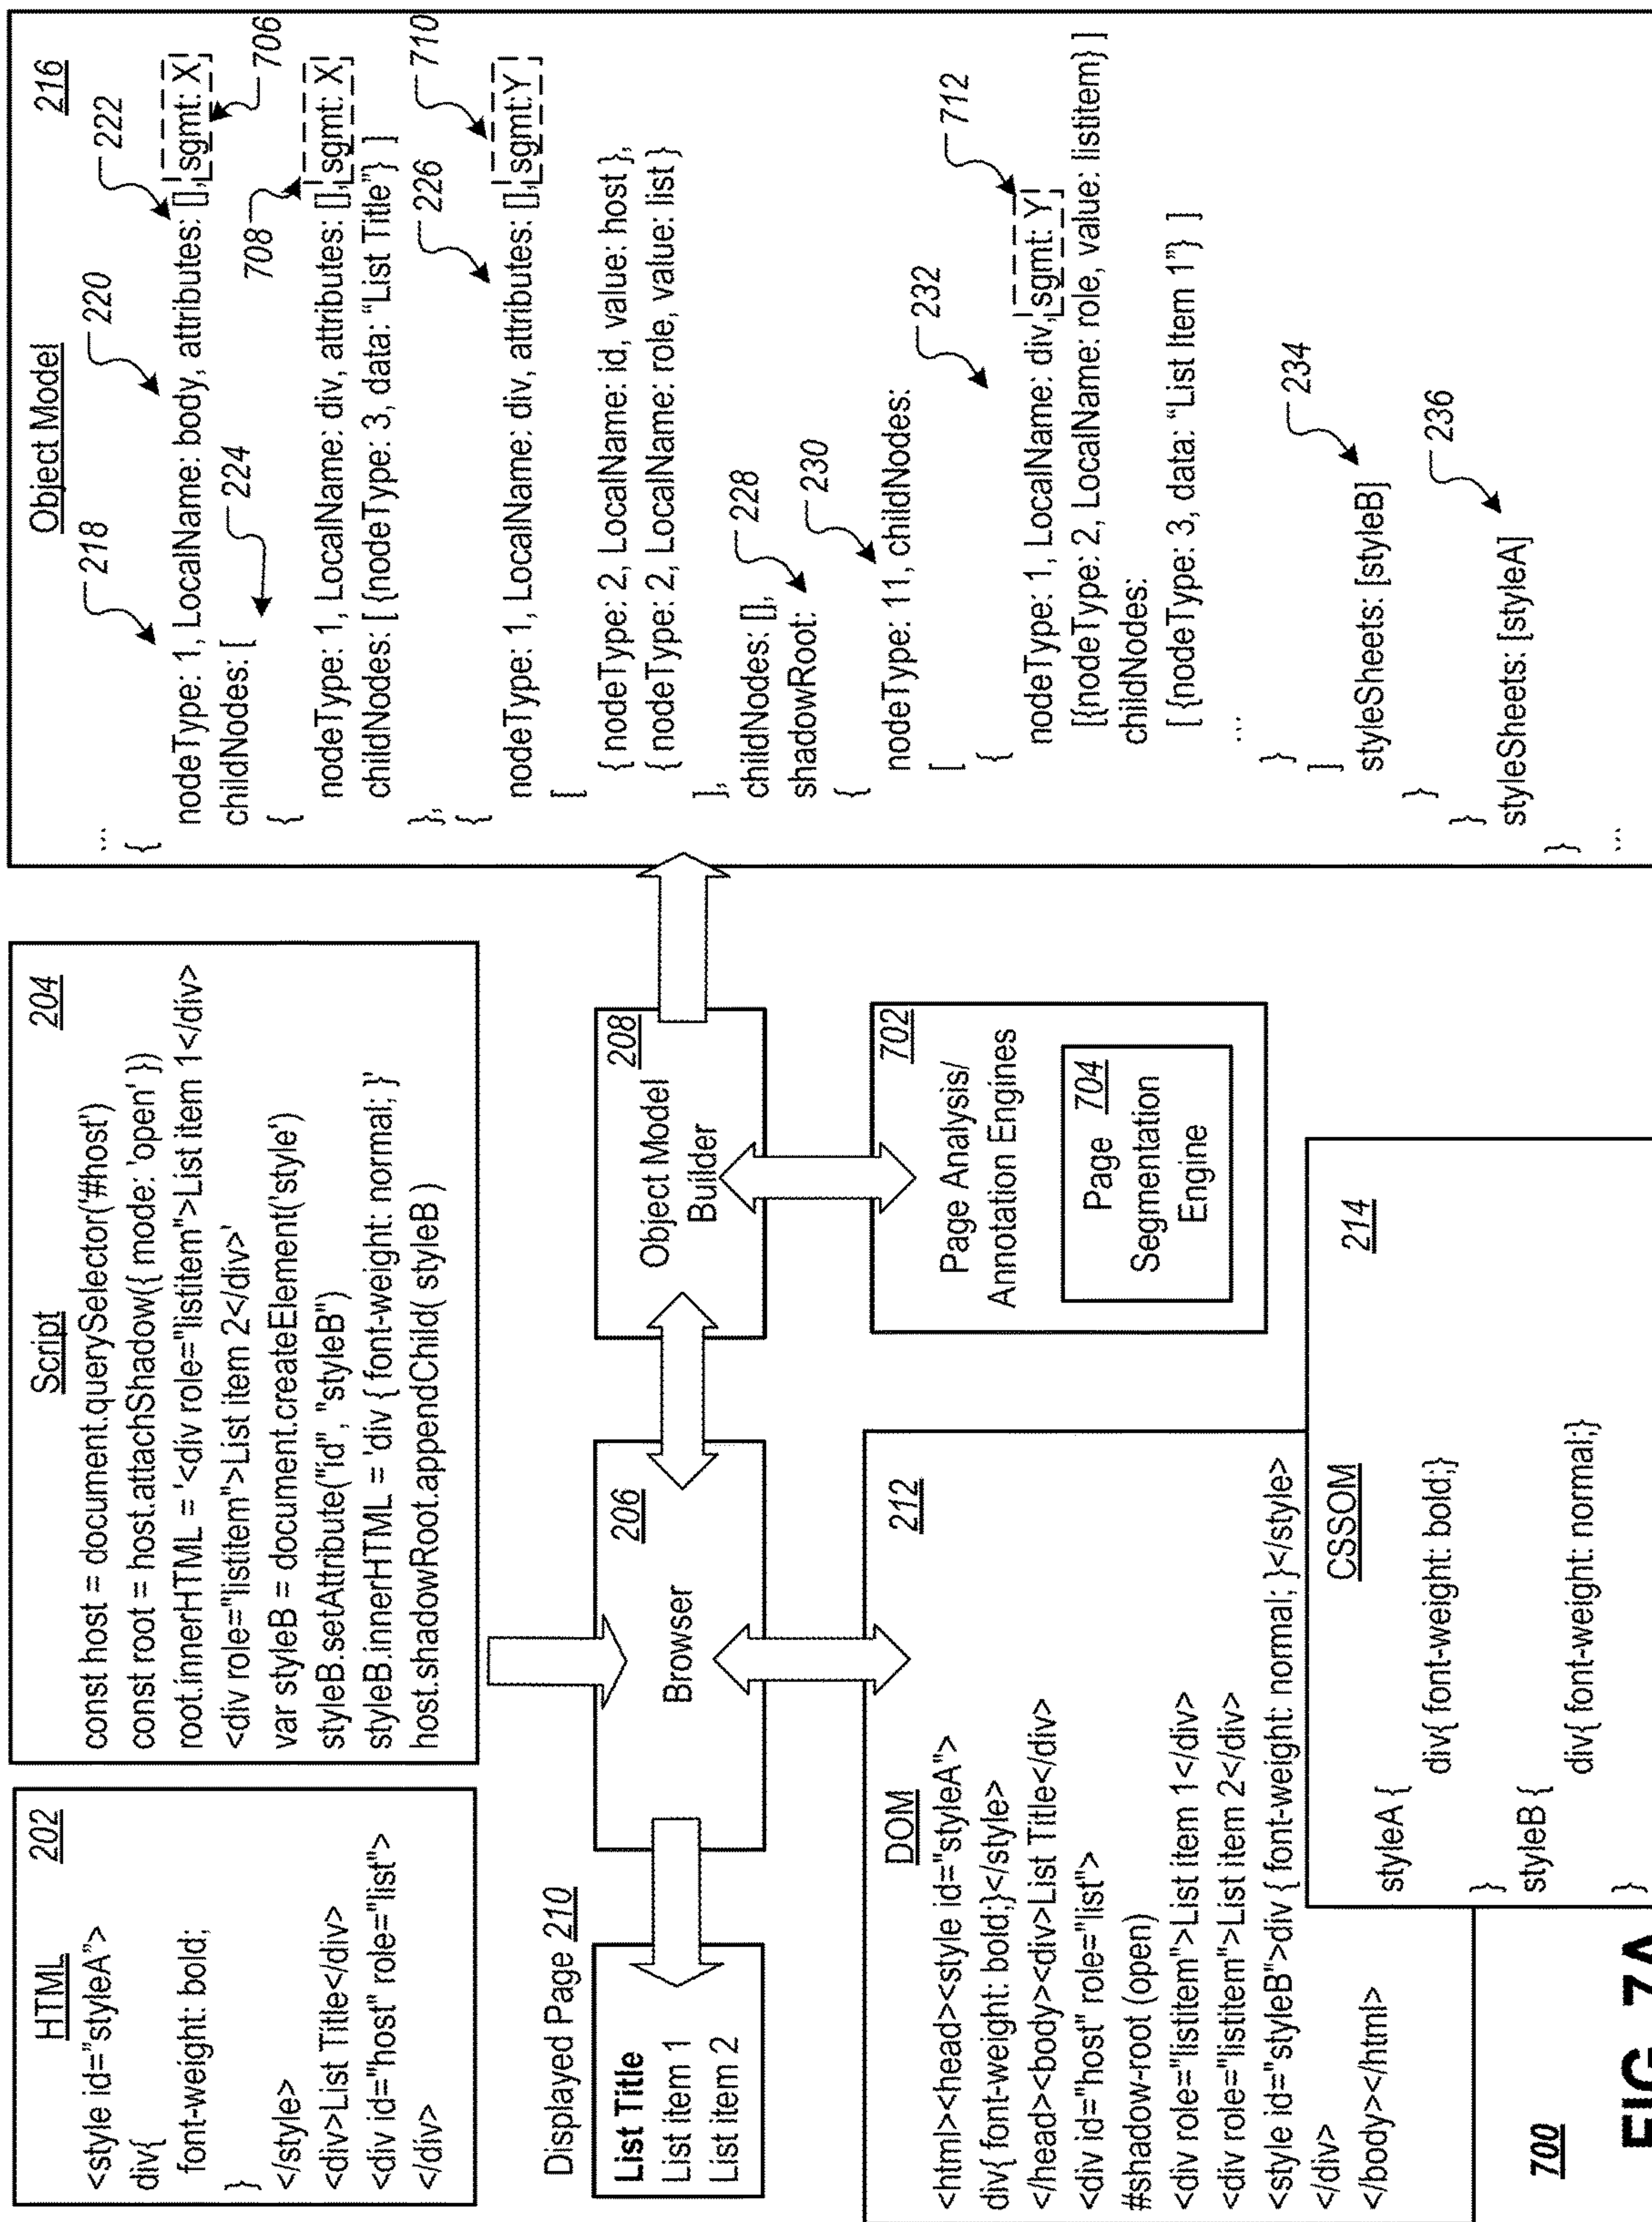 HTML 202
<style id="styleA">
div{
font-weight: bold;
}
</style>
<div>List Title</div>
<div id="host" role="list">
</div>
Script 204
const host = document.querySelector('#host')
const root = host.attachShadow({ mode: 'open' })
root.innerHTML = '<div role="listitem">List item 1</div>
<div role="listitem">List item 2</div>'
var styleB = document.createElement('style')
styleB.setAttribute("id", "styleB")
styleB.innerHTML = 'div { font-weight: normal; }'
host.shadowRoot.appendChild( styleB )
Displayed Page 210
List Title
List item 1
List item 2
206
Browser
208
Object Model
Builder
702
Page Analysis/
Annotation Engines
Page 704
Segmentation
Engine
DOM 212
<html><head><style id="styleA">
div{ font-weight: bold;}</style>
</head><body><div>List Title</div>
<div id="host" role="list">
#shadow-root (open)
<div role="listitem">List item 1</div>
<div role="listitem">List item 2</div>
<style id="styleB">div { font-weight: normal; }</style>
</div>
</body></html>
CSSOM 214
styleA {
div{ font-weight: bold;}
}
styleB {
div{ font-weight: normal;}
}
Object Model 216
218 220 222
...
{
nodeType: 1, LocalName: body, attributes: [], sgmt: X
childNodes: [ 224 706
708
{
nodeType: 1, LocalName: div, attributes: [], sgmt: X
childNodes: [ {nodeType: 3, data: "List Title"} ]
}, 226 710
{
nodeType: 1, LocalName: div, attributes: [], sgmt:Y
[
{ nodeType: 2, LocalName: id, value: host },
{ nodeType: 2, LocalName: role, value: list }
],
childNodes: [], 228
shadowRoot:
{ 230
nodeType: 11, childNodes:
[ 232 712
{
nodeType: 1, LocalName: div, sgmt: Y
[{nodeType: 2, LocalName: role, value: listitem} ]
childNodes:
[ {nodeType: 3, data: "List Item 1"} ]
...
}
] 234
styleSheets: [styleB]
}
} 236
styleSheets: [styleA]
}
...
700
FIG. 7A